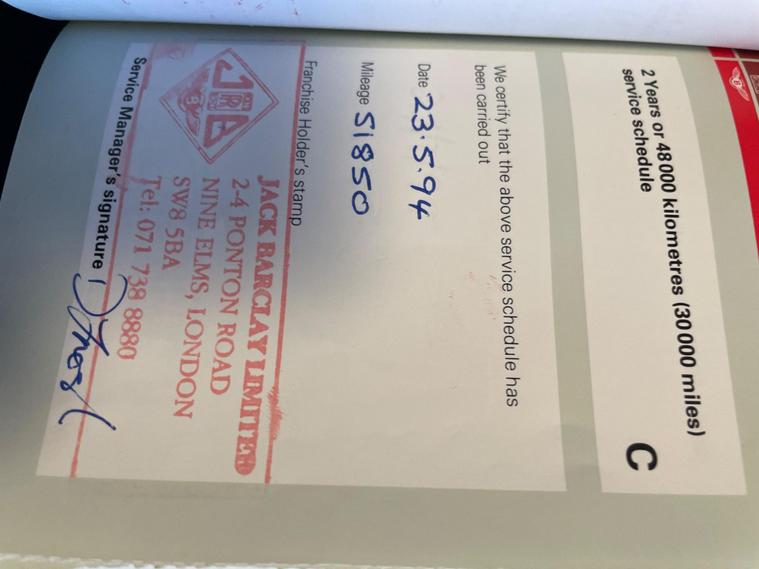 2 Years or 48 000 kilometres (30 000 miles)
service schedule
C
We certify that the above service schedule has
been carried out
Date 23.5.94
Mileage 51850
Franchise Holder's stamp
JACK BARCLAY LIMITED
2-4 PONTON ROAD
NINE ELMS, LONDON
SW8 5BA
Tel: 071 738 8880
Service Manager's signature